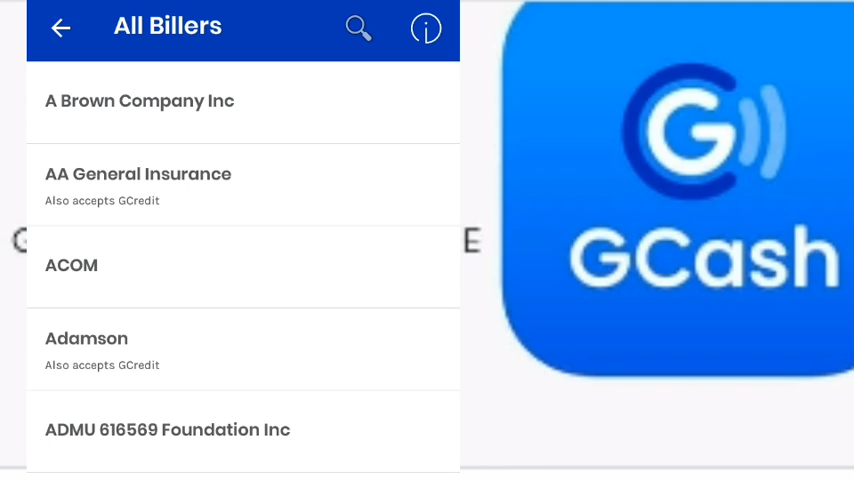 All Billers
A Brown Company Inc
AA General Insurance
Also accepts GCredit
ACOM
Adamson
Also accepts GCredit
ADMU 616569 Foundation Inc
G
E
G
GCash